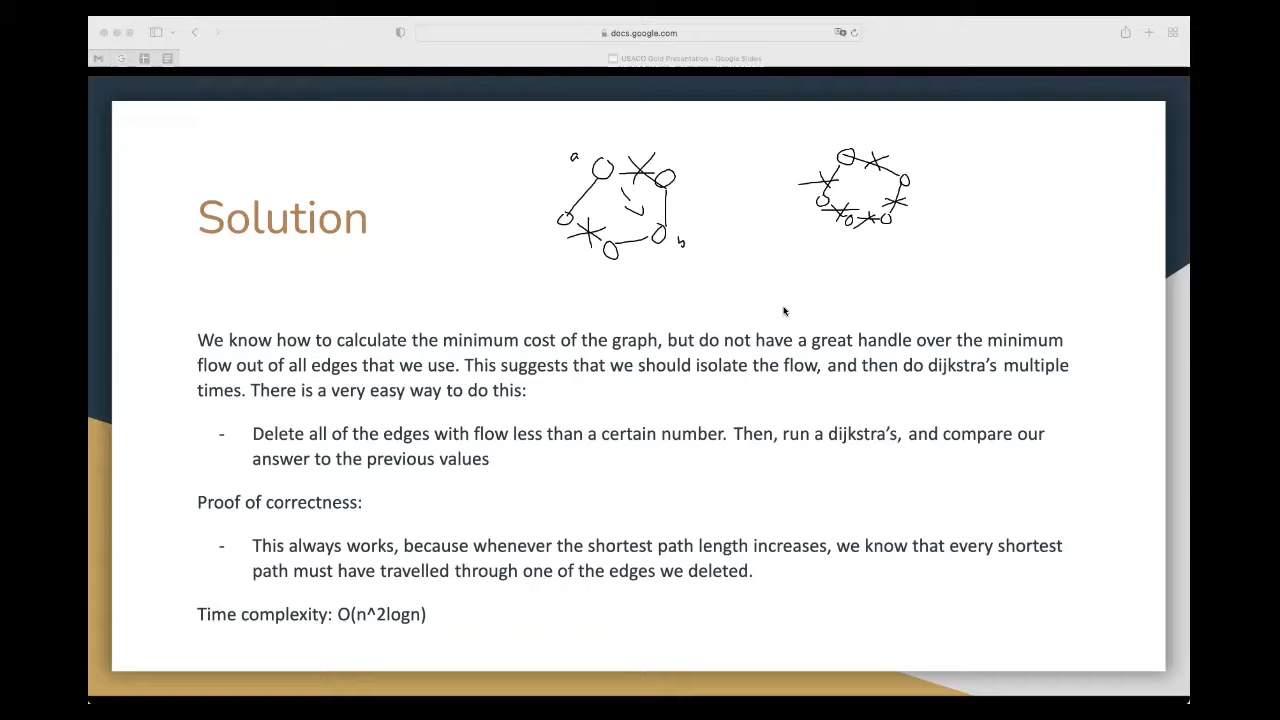 docs.google.com
USACO Gold Presentation - Google Slides
a
b
Solution
We know how to calculate the minimum cost of the graph, but do not have a great handle over the minimum
flow out of all edges that we use. This suggests that we should isolate the flow, and then do dijkstra's multiple
times. There is a very easy way to do this:
- Delete all of the edges with flow less than a certain number. Then, run a dijkstra's, and compare our
answer to the previous values
Proof of correctness:
- This always works, because whenever the shortest path length increases, we know that every shortest
path must have travelled through one of the edges we deleted.
Time complexity: O(n^2logn)